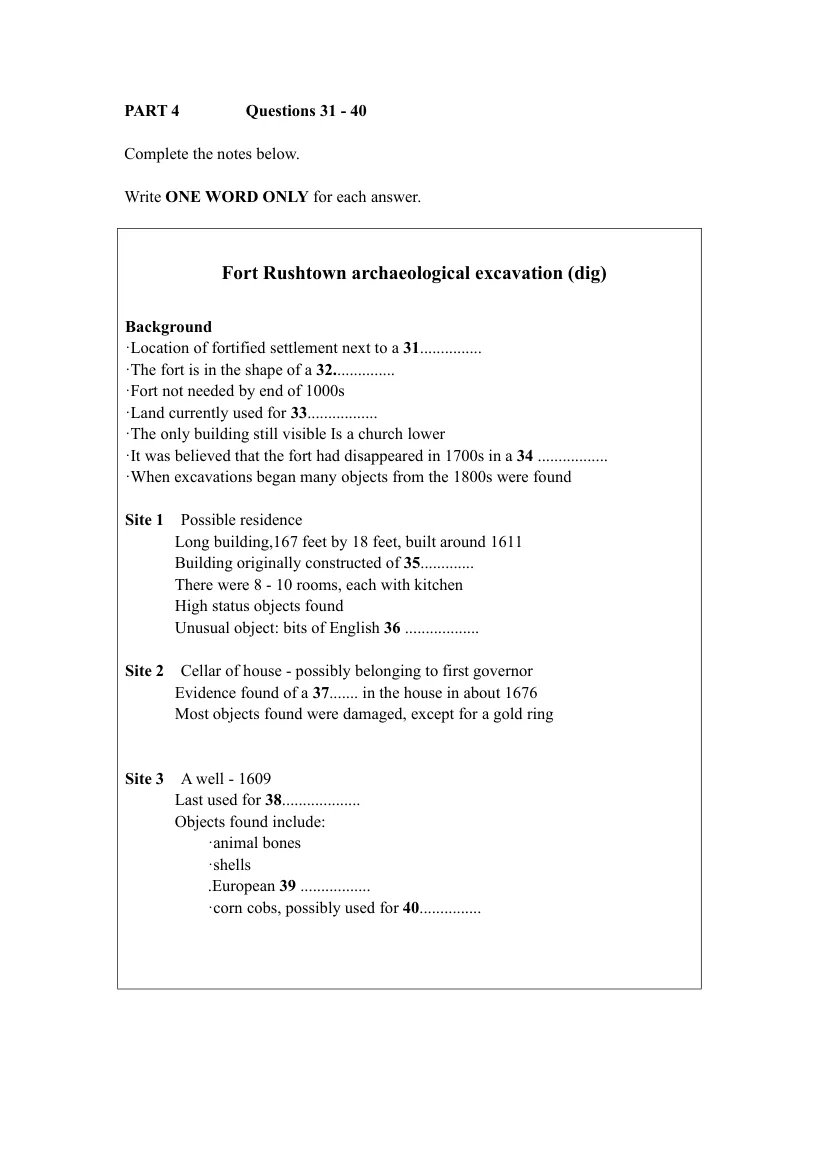 PART 4 Questions 31 - 40
Complete the notes below.
Write ONE WORD ONLY for each answer.
Fort Rushtown archaeological excavation (dig)
Background
·Location of fortified settlement next to a 31..............
·The fort is in the shape of a 32...............
·Fort not needed by end of 1000s
·Land currently used for 33................
·The only building still visible Is a church lower
·It was believed that the fort had disappeared in 1700s in a 34 ................
·When excavations began many objects from the 1800s were found
Site 1 Possible residence
Long building,167 feet by 18 feet, built around 1611
Building originally constructed of 35.............
There were 8 - 10 rooms, each with kitchen
High status objects found
Unusual object: bits of English 36 .................
Site 2 Cellar of house - possibly belonging to first governor
Evidence found of a 37....... in the house in about 1676
Most objects found were damaged, except for a gold ring
Site 3 A well - 1609
Last used for 38...................
Objects found include:
·animal bones
·shells
.European 39 ................
·corn cobs, possibly used for 40...............